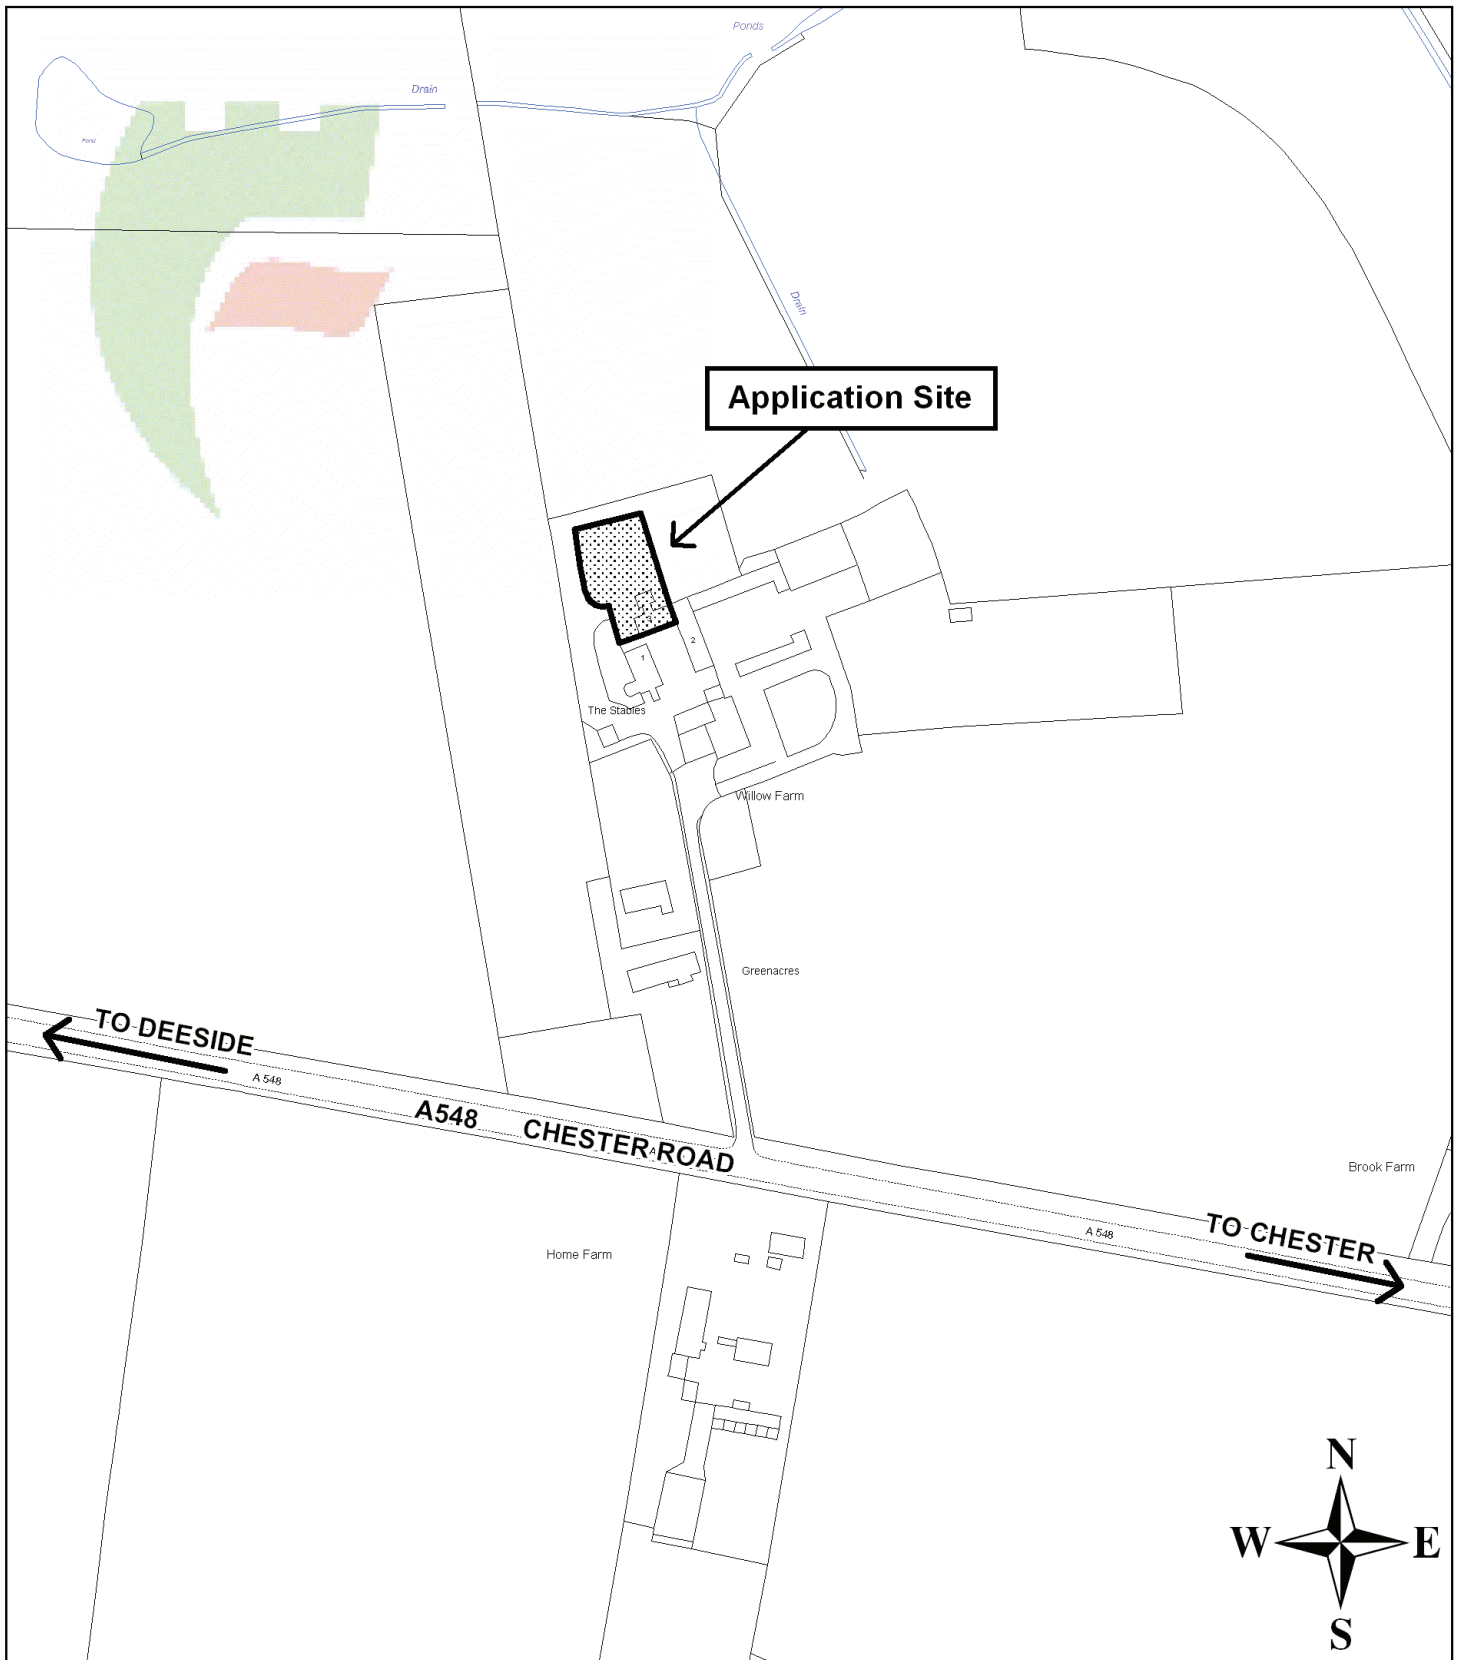 Ponds
Drain
Pond
Drain
Application Site
2
1
The Stables
Willow Farm
Greenacres
TO DEESIDE
A 548
A548 CHESTER ROAD
A
Brook Farm
TO CHESTER
A 548
Home Farm
N
W E
S